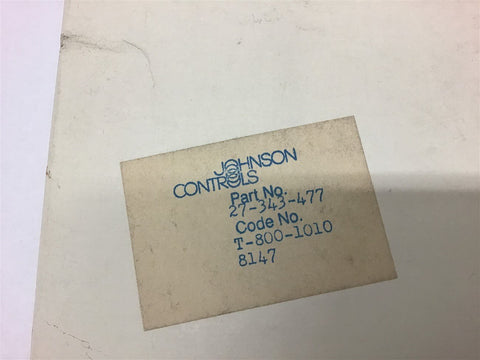 JOHNSON
CONTROLS
Part No.
27-343-477
Code No.
T-800-1010
8147